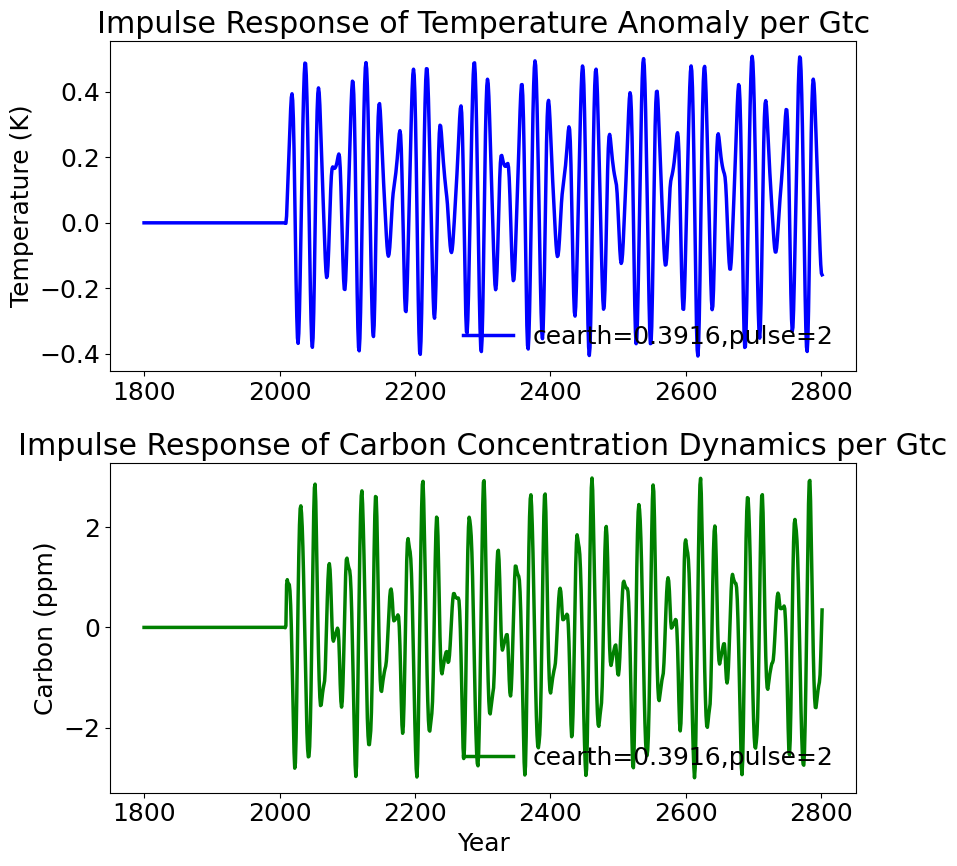 Impulse Response of Temperature Anomaly per Gtc
Temperature (K)
0.4
0.2
0.0
−0.2
−0.4
cearth=0.3916,pulse=2
1800 2000 2200 2400 2600 2800
Impulse Response of Carbon Concentration Dynamics per Gtc
Carbon (ppm)
2
0
−2
cearth=0.3916,pulse=2
1800 2000 2200 2400 2600 2800
Year